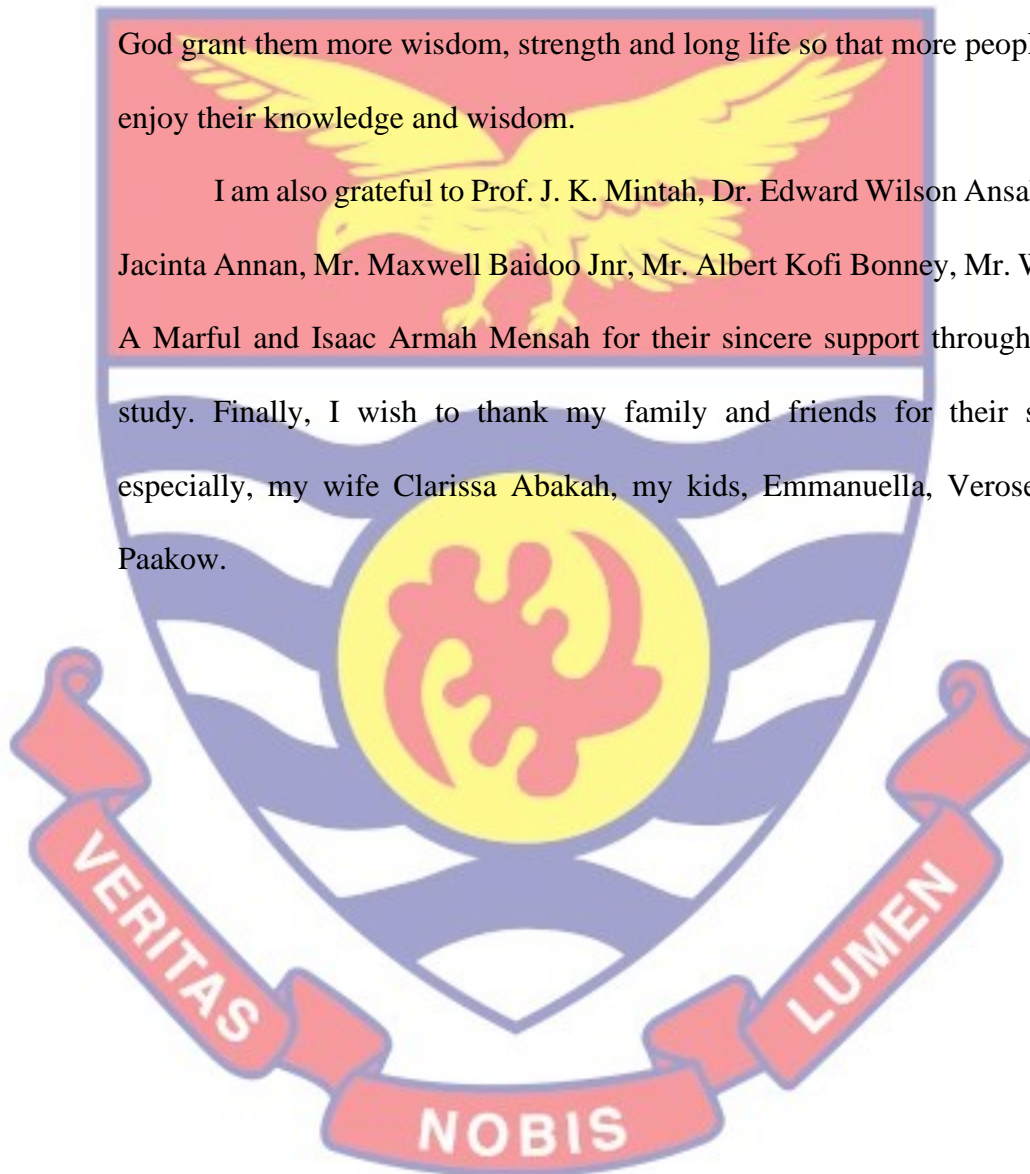 God grant them more wisdom, strength and long life so that more peopl
enjoy their knowledge and wisdom.
I am also grateful to Prof. J. K. Mintah, Dr. Edward Wilson Ansa
Jacinta Annan, Mr. Maxwell Baidoo Jnr, Mr. Albert Kofi Bonney, Mr. W
A Marful and Isaac Armah Mensah for their sincere support through
study. Finally, I wish to thank my family and friends for their s
especially, my wife Clarissa Abakah, my kids, Emmanuella, Verose
Paakow.
VERITAS
NOBIS
LUMEN